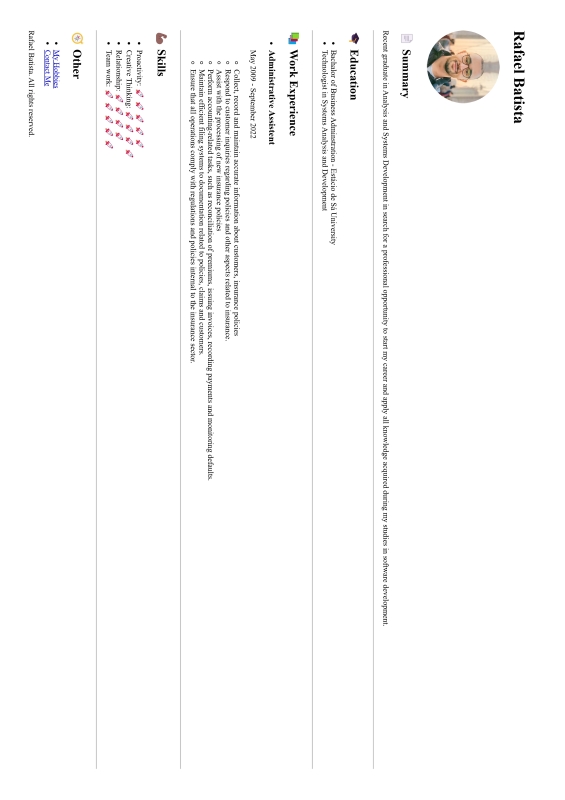 Rafael Batista
Summary
Recent graduate in Analysis and Systems Development in search for a professional opportunity to start my career and apply all knowledge acquired during my studies in software development.
Education
Bachalor of Business Adminstration - Estácio de Sá University
Technologist in Systems Analysis and Development
Work Experience
Administrative Assistent
May 2009 - September 2022
Collect, record and maintain accurate information about customers, insurance policies
Respond to customer inquiries regarding policies and other aspects related to insurance.
Assist with the processing of new insurance policies
Perform accounting-related tasks, such as reconciliation of premiums, issuing invoices, recording payments and monitoring defaults.
Maintain efficient filing systems to documentation related to policies, claims and customers.
Ensure that all operations comply with regulations and policies internal to the insurance sector.
Skills
Proactivity: 🚀 🚀 🚀 🚀 🚀
Creative Thinking: 🚀 🚀 🚀 🚀
Relationship: 🚀 🚀 🚀 🚀
Team work: 🚀 🚀 🚀 🚀 🚀
Other
My Hobbies
Contact Me
Rafael Batista. All rights reserved.